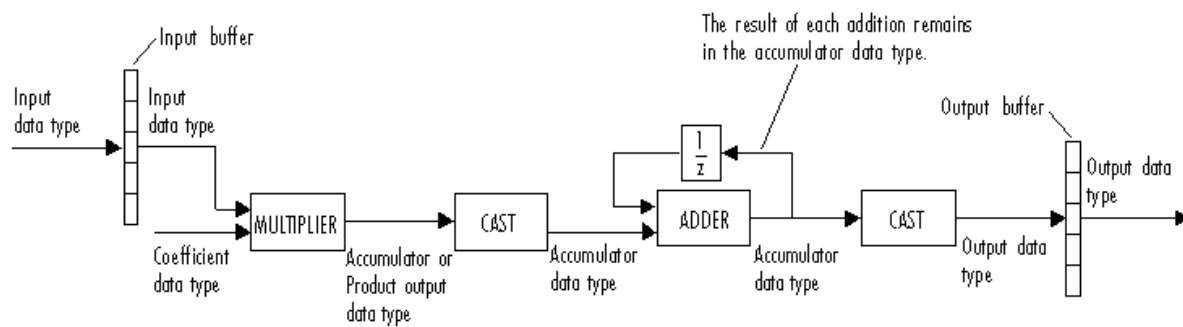 Input buffer
The result of each addition remains
in the accumulator data type.
Input
data type
Input
data type
Output buffer
1
z
Output data
type
MULTIPLIER
CAST
ADDER
CAST
Coefficient
data type
Accumulator or
Product output
data type
Accumulator
data type
Accumulator
data type
Output data
type